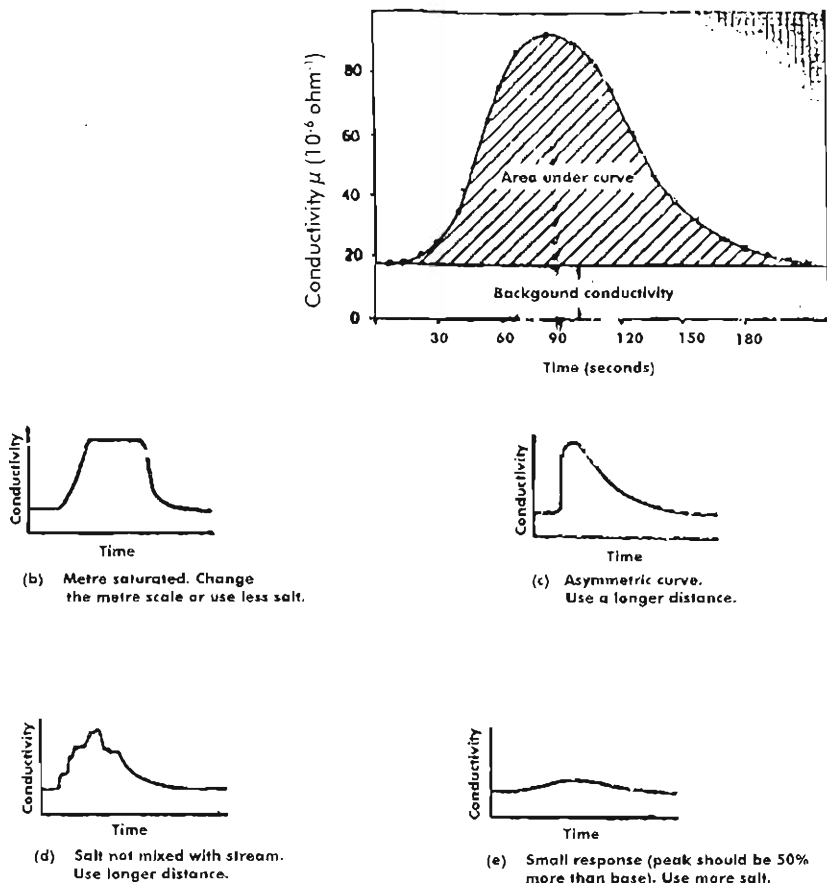 Conductivity μ (10⁻⁶ ohm⁻¹)
80
60
40
20
0
Area under curve
Backgound conductivity
30 60 90 120 150 180
Time (seconds)
Conductivity
Time
(b) Metre saturated. Change
the metre scale or use less salt.
Conductivity
Time
(c) Asymmetric curve.
Use a longer distance.
Conductivity
Time
(d) Salt not mixed with stream.
Use longer distance.
Conductivity
Time
(e) Small response (peak should be 50%
more than base). Use more salt.